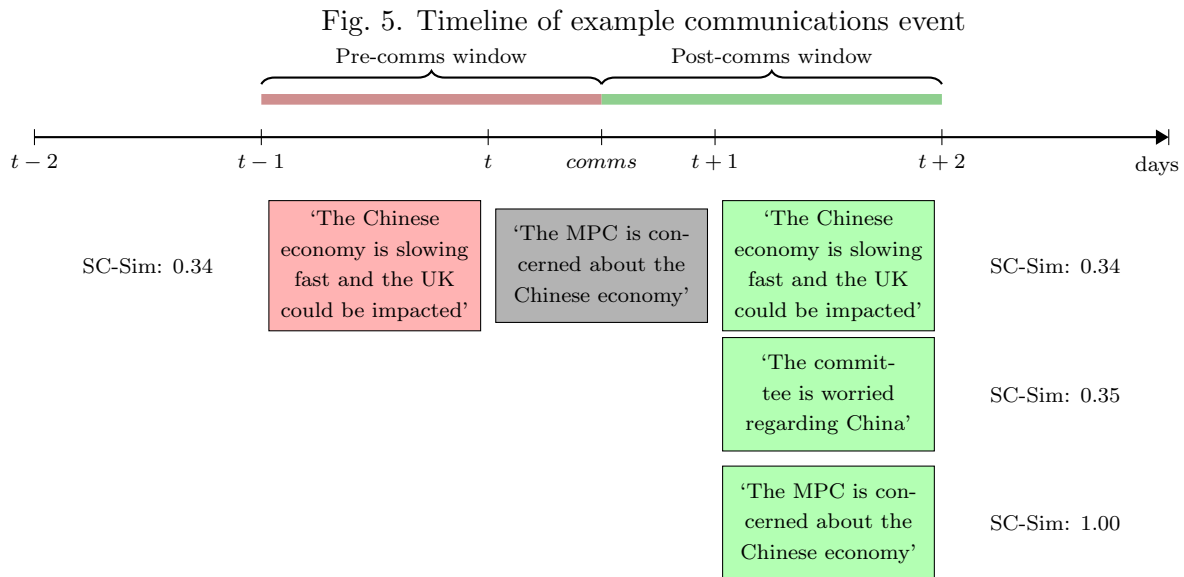 Fig. 5. Timeline of example communications event
Pre-comms window
Post-comms window
t − 2
t − 1
t
comms
t + 1
t + 2
days
SC-Sim: 0.34
‘The Chinese
economy is slowing
fast and the UK
could be impacted’
‘The MPC is con-
cerned about the
Chinese economy’
‘The Chinese
economy is slowing
fast and the UK
could be impacted’
SC-Sim: 0.34
‘The commit-
tee is worried
regarding China’
SC-Sim: 0.35
‘The MPC is con-
cerned about the
Chinese economy’
SC-Sim: 1.00